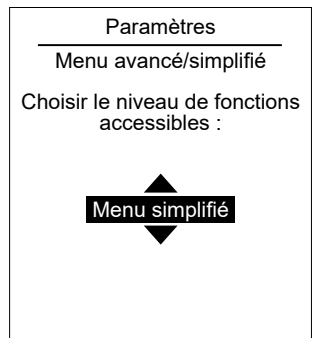 Paramètres
Menu avancé/simplifié
Choisir le niveau de fonctions
accessibles :
Menu simplifié